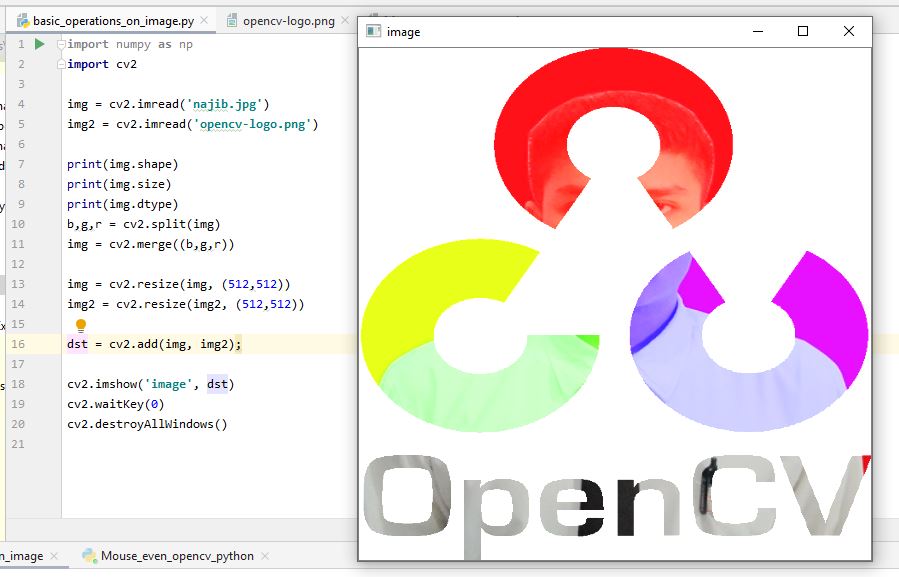 basic_operations_on_image.py
opencv-logo.png
image
1 import numpy as np
2 import cv2
3
4 img = cv2.imread('najib.jpg')
5 img2 = cv2.imread('opencv-logo.png')
6
7 print(img.shape)
8 print(img.size)
9 print(img.dtype)
10 b,g,r = cv2.split(img)
11 img = cv2.merge((b,g,r))
12
13 img = cv2.resize(img, (512,512))
14 img2 = cv2.resize(img2, (512,512))
15
16 dst = cv2.add(img, img2);
17
18 cv2.imshow('image', dst)
19 cv2.waitKey(0)
20 cv2.destroyAllWindows()
21
OpenCV
n_image
Mouse_even_opencv_python